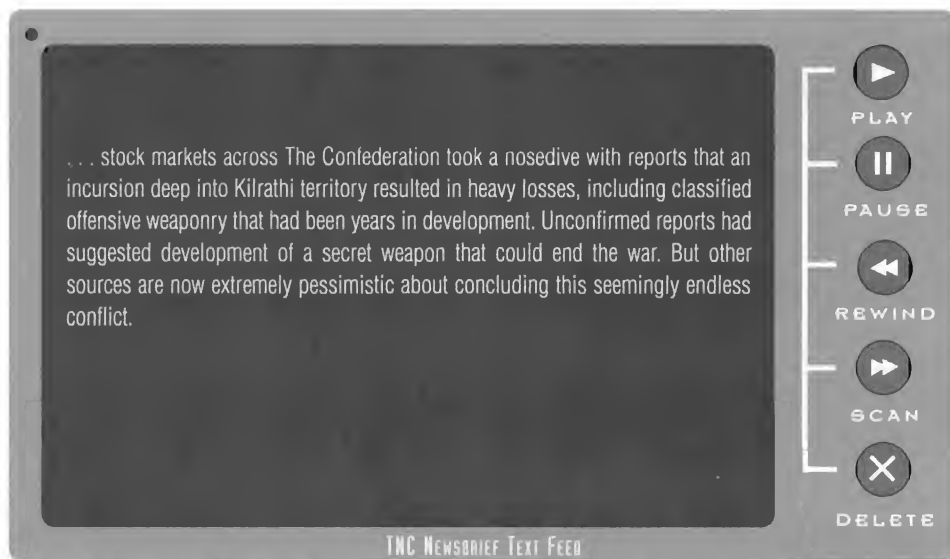 . . . stock markets across The Confederation took a nosedive with reports that an
incursion deep into Kilrathi territory resulted in heavy losses, including classified
offensive weaponry that had been years in development. Unconfirmed reports had
suggested development of a secret weapon that could end the war. But other
sources are now extremely pessimistic about concluding this seemingly endless
conflict.
PLAY
PAUSE
REWIND
SCAN
DELETE
TNC NEWSBRIEF TEXT FEED